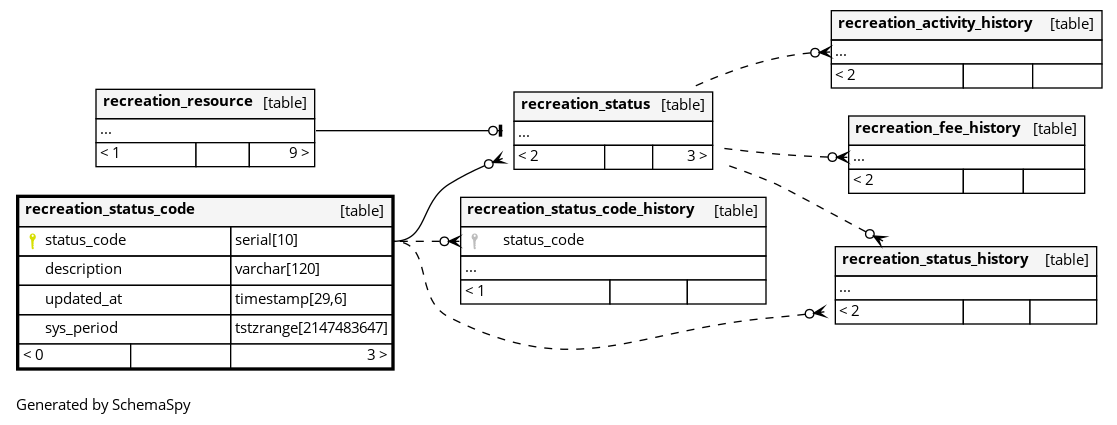 recreation_activity_history [table]
...
< 2
recreation_resource [table]
...
< 1 9 >
recreation_status [table]
...
< 2 3 >
recreation_fee_history [table]
...
< 2
recreation_status_code [table]
status_code serial[10]
description varchar[120]
updated_at timestamp[29,6]
sys_period tstzrange[2147483647]
< 0 3 >
recreation_status_code_history [table]
status_code
...
< 1
recreation_status_history [table]
...
< 2
Generated by SchemaSpy